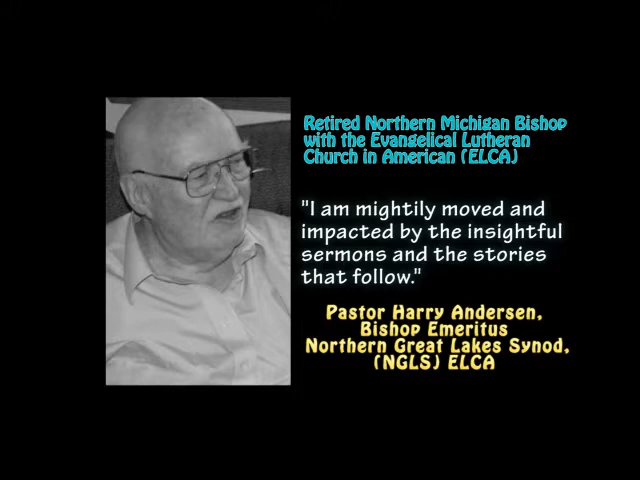 Retired Northern Michigan Bishop
with the Evangelical Lutheran
Church in American (ELCA)
"I am mightily moved and
impacted by the insightful
sermons and the stories
that follow."
Pastor Harry Andersen,
Bishop Emeritus
Northern Great Lakes Synod,
(NGLS) ELCA